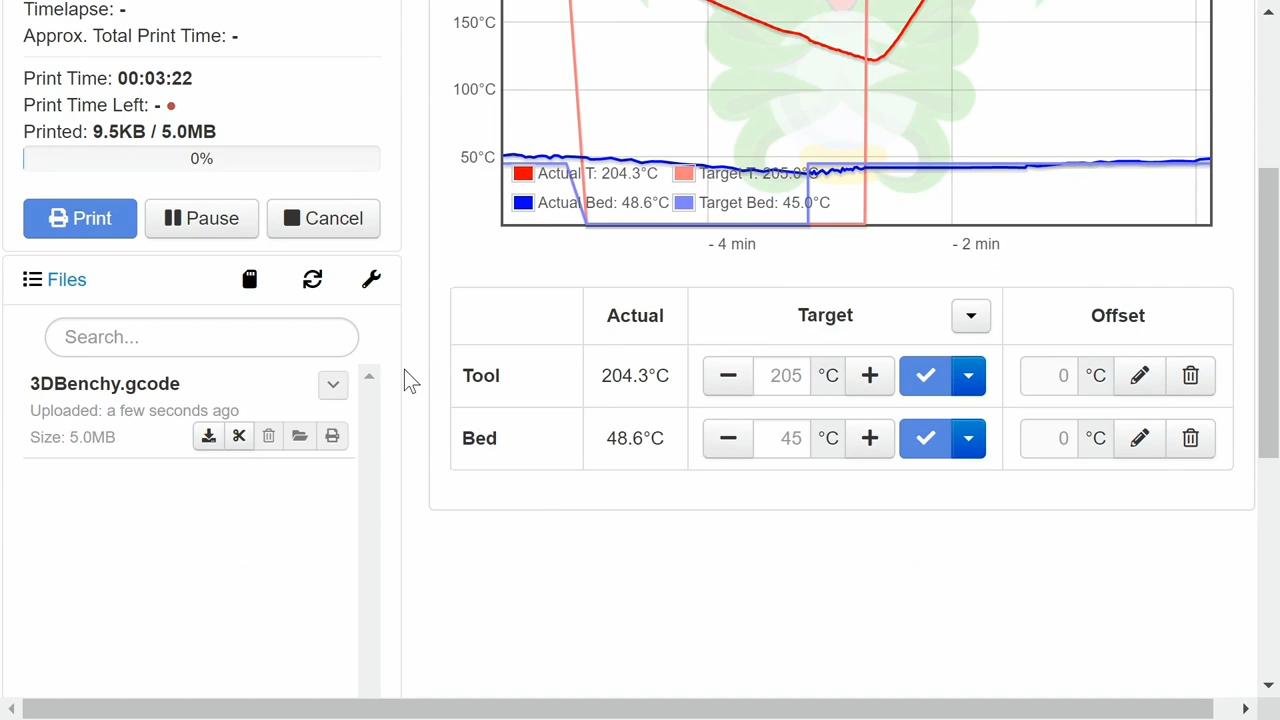 Timelapse: -
Approx. Total Print Time: -
Print Time: 00:03:22
Print Time Left: -
Printed: 9.5KB / 5.0MB
0%
Print
Pause
Cancel
Files
Search...
3DBenchy.gcode
Uploaded: a few seconds ago
Size: 5.0MB
150°C
100°C
50°C
Actual T: 204.3°C
Target T: 205.0°C
Actual Bed: 48.6°C
Target Bed: 45.0°C
- 4 min
- 2 min
Actual
Target
Offset
Tool
204.3°C
205
°C
0
°C
Bed
48.6°C
45
°C
0
°C